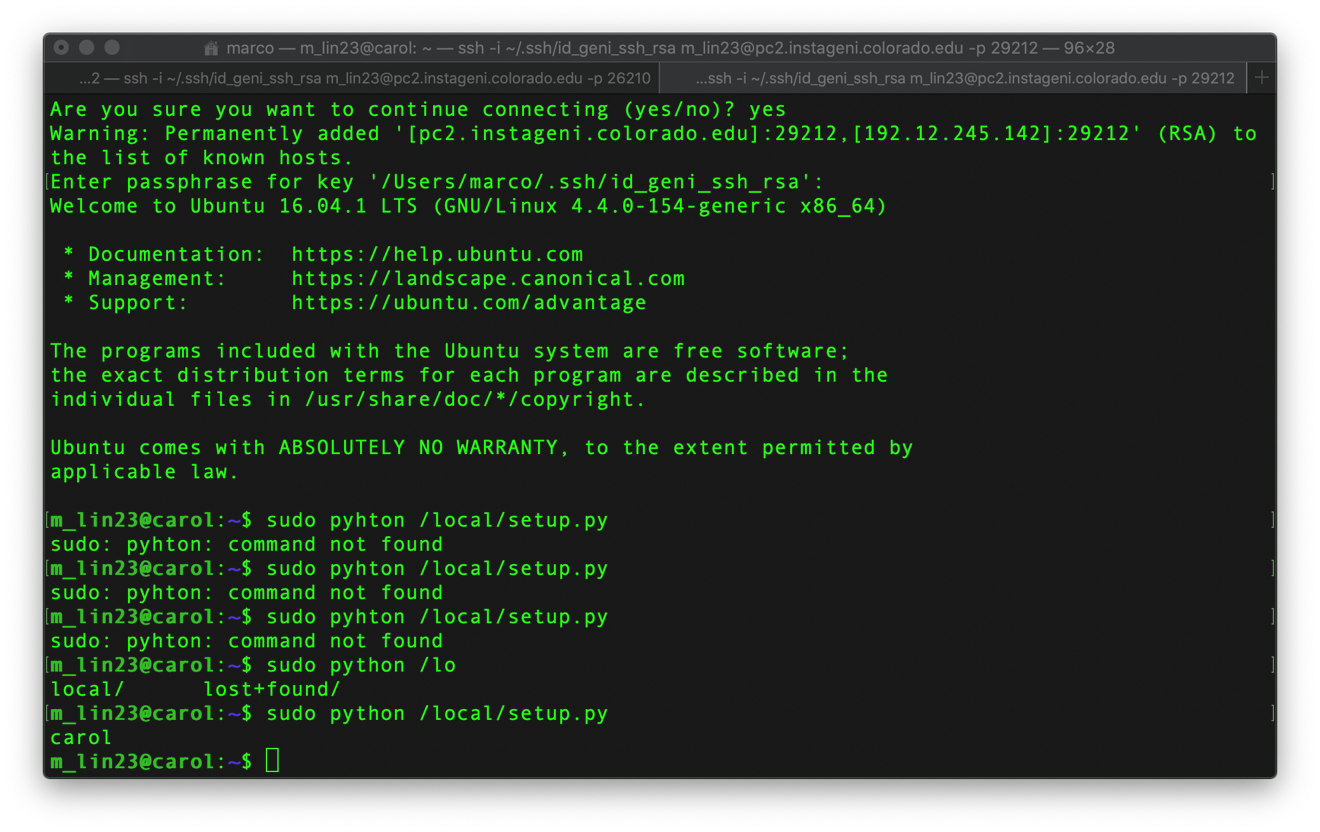 marco — m_lin23@carol: ~ — ssh -i ~/.ssh/id_geni_ssh_rsa m_lin23@pc2.instageni.colorado.edu -p 29212 — 96×28
...2 — ssh -i ~/.ssh/id_geni_ssh_rsa m_lin23@pc2.instageni.colorado.edu -p 26210
...ssh -i ~/.ssh/id_geni_ssh_rsa m_lin23@pc2.instageni.colorado.edu -p 29212 +
Are you sure you want to continue connecting (yes/no)? yes
Warning: Permanently added '[pc2.instageni.colorado.edu]:29212,[192.12.245.142]:29212' (RSA) to
the list of known hosts.
[Enter passphrase for key '/Users/marco/.ssh/id_geni_ssh_rsa': ]
Welcome to Ubuntu 16.04.1 LTS (GNU/Linux 4.4.0-154-generic x86_64)
* Documentation:  https://help.ubuntu.com
* Management:     https://landscape.canonical.com
* Support:        https://ubuntu.com/advantage
The programs included with the Ubuntu system are free software;
the exact distribution terms for each program are described in the
individual files in /usr/share/doc/*/copyright.
Ubuntu comes with ABSOLUTELY NO WARRANTY, to the extent permitted by
applicable law.
[m_lin23@carol:~$ sudo pyhton /local/setup.py ]
sudo: pyhton: command not found
[m_lin23@carol:~$ sudo pyhton /local/setup.py ]
sudo: pyhton: command not found
[m_lin23@carol:~$ sudo pyhton /local/setup.py ]
sudo: pyhton: command not found
[m_lin23@carol:~$ sudo python /lo ]
local/      lost+found/
[m_lin23@carol:~$ sudo python /local/setup.py ]
carol
m_lin23@carol:~$